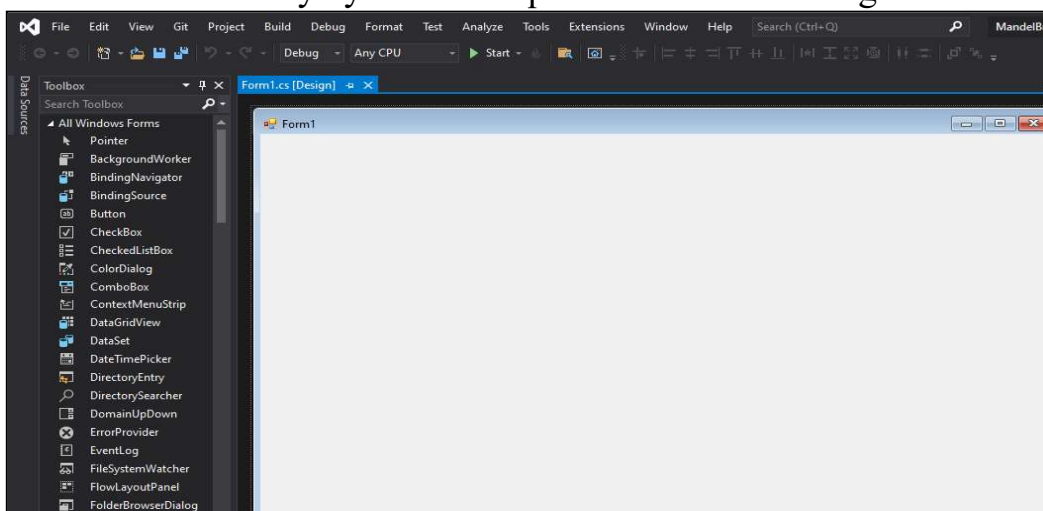 File Edit View Git Project Build Debug Format Test Analyze Tools Extensions Window Help Search (Ctrl+Q) MandelB
Debug Any CPU Start
Data Sources
Toolbox
Form1.cs [Design]
Search Toolbox
All Windows Forms
Form1
Pointer
BackgroundWorker
BindingNavigator
BindingSource
Button
CheckBox
CheckedListBox
ColorDialog
ComboBox
ContextMenuStrip
DataGridView
DataSet
DateTimePicker
DirectoryEntry
DirectorySearcher
DomainUpDown
ErrorProvider
EventLog
FileSystemWatcher
FlowLayoutPanel
FolderBrowserDialog